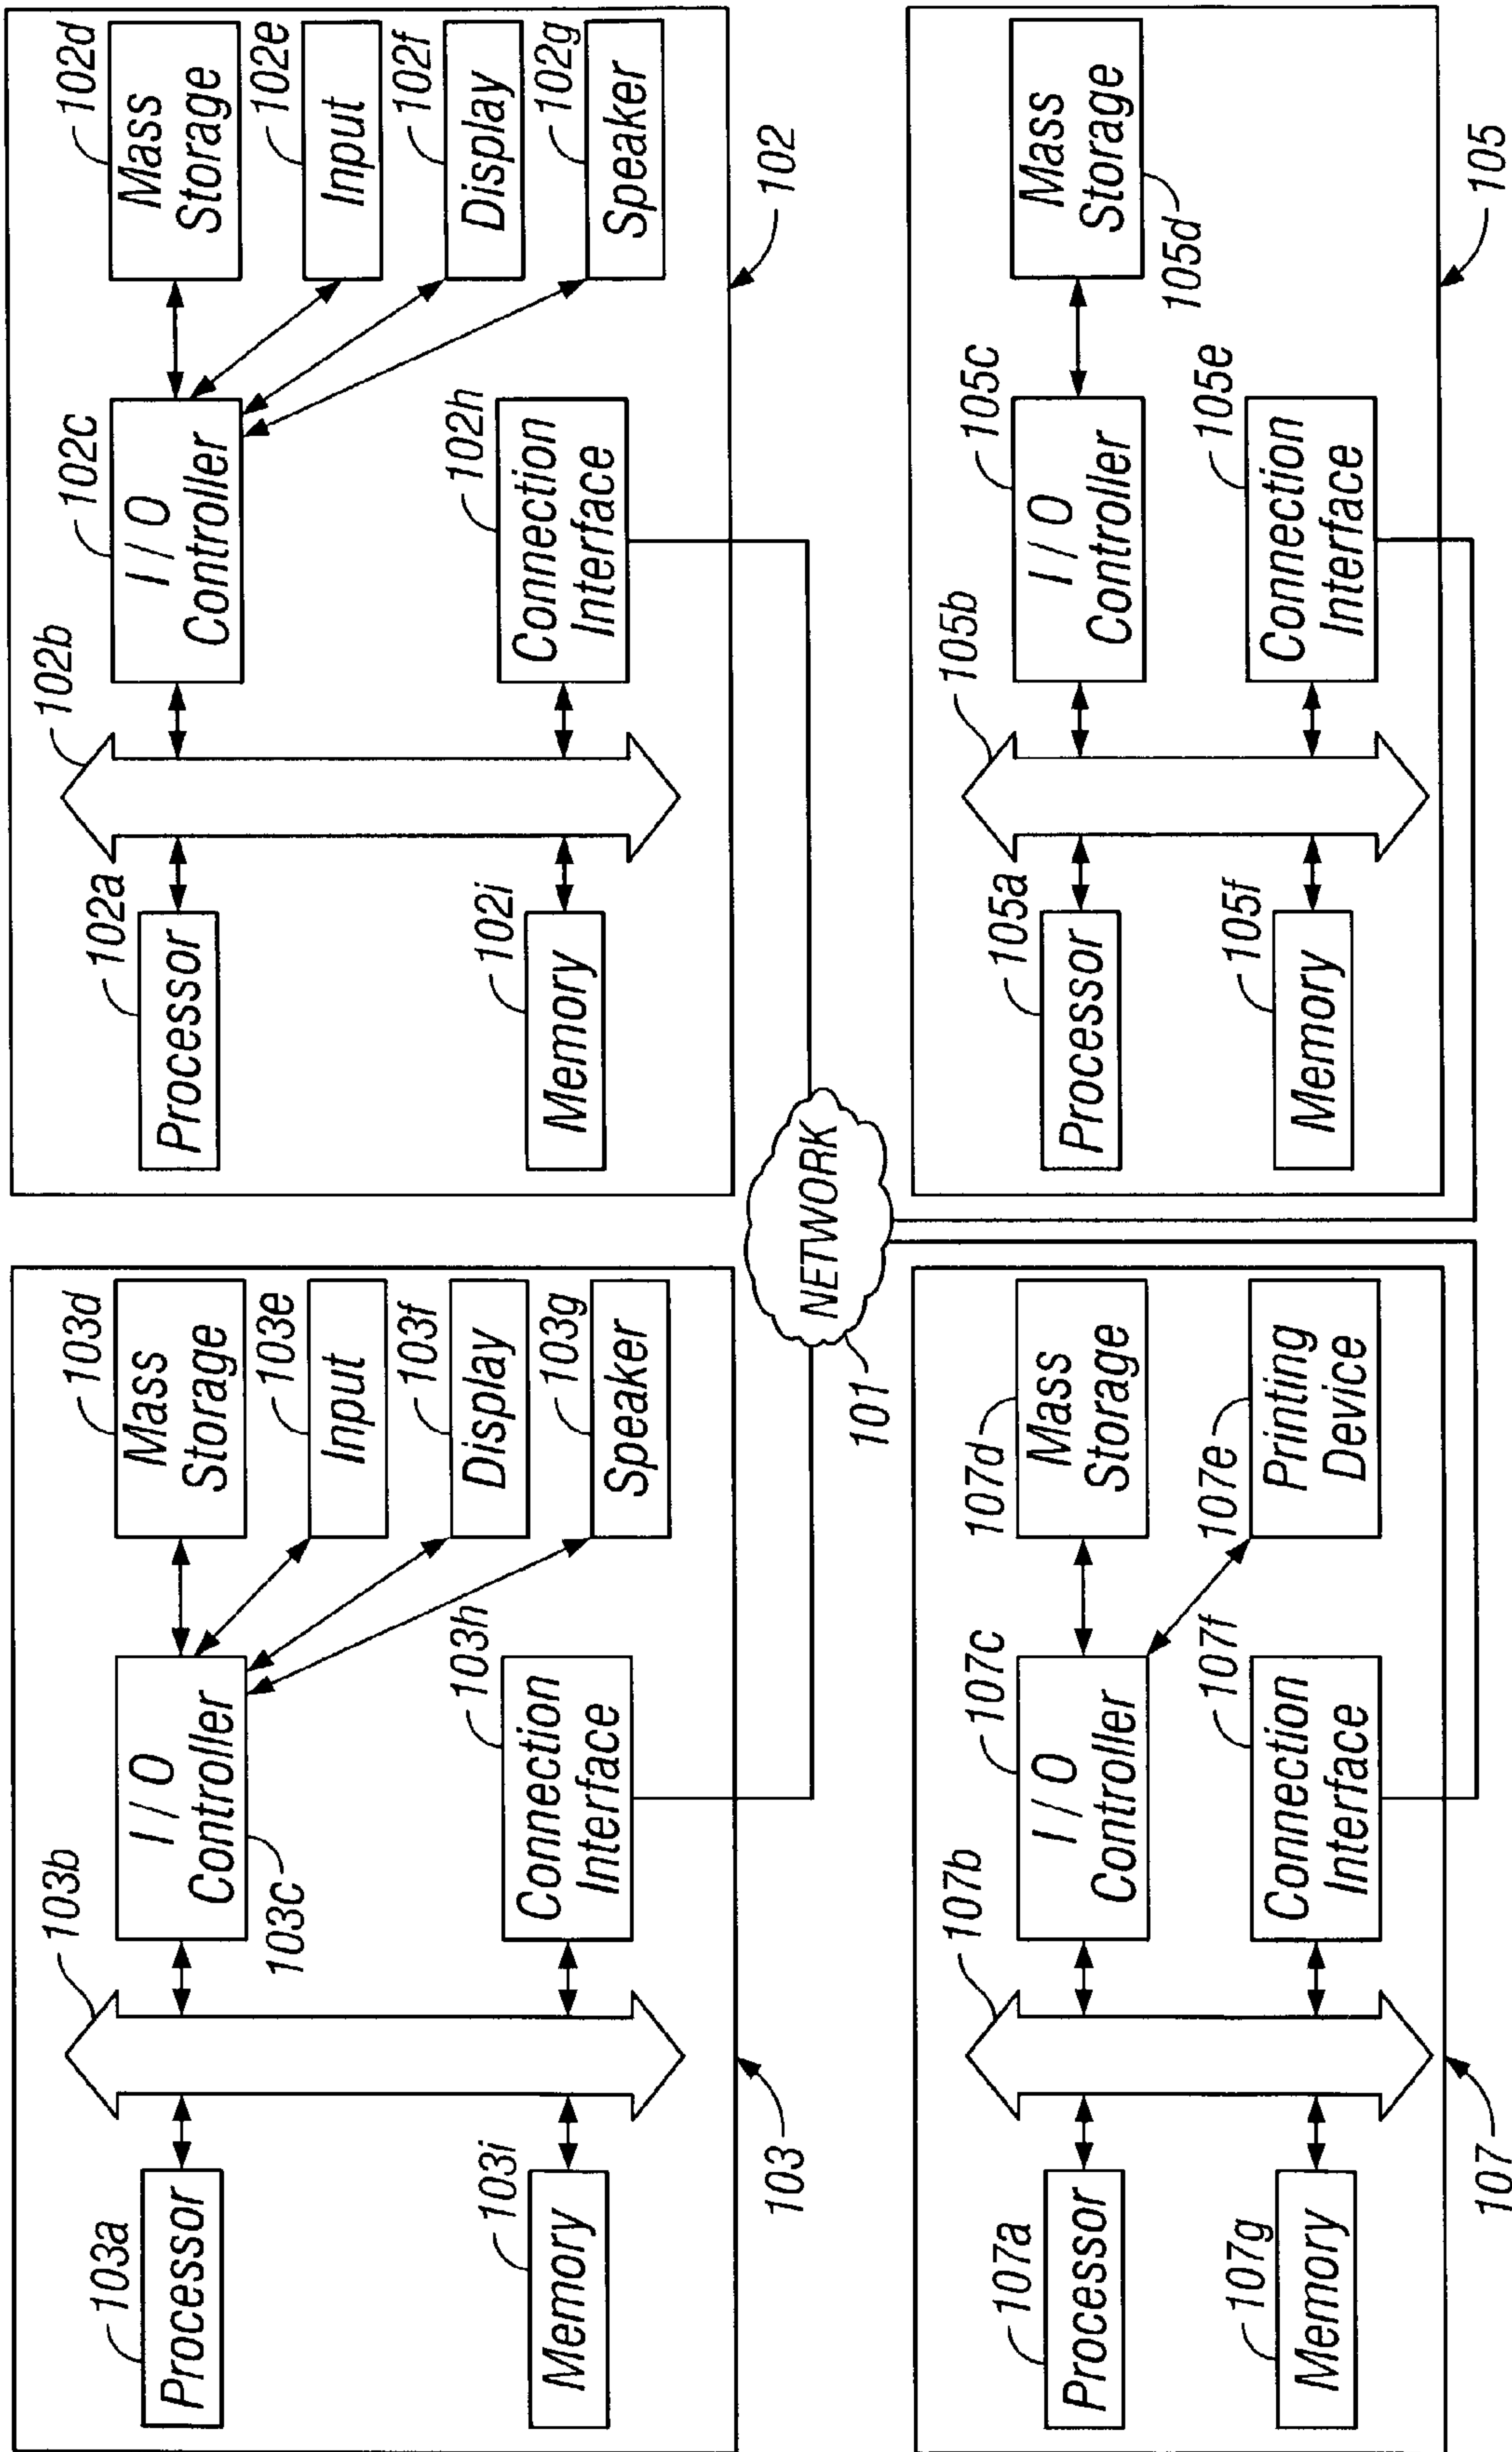 103a
Processor
103b
I / O
Controller
103c
103d
Mass
Storage
103e
Input
103f
Display
103g
Speaker
103h
Connection
Interface
103i
Memory
103
102a
Processor
102b
102c
I / O
Controller
102d
Mass
Storage
102e
Input
102f
Display
102g
Speaker
102h
Connection
Interface
102i
Memory
102
NETWORK
101
107a
Processor
107b
107c
I / O
Controller
107d
Mass
Storage
107e
Printing
Device
107f
Connection
Interface
107g
Memory
107
105a
Processor
105b
105c
I / O
Controller
Mass
Storage
105d
105e
Connection
Interface
105f
Memory
105